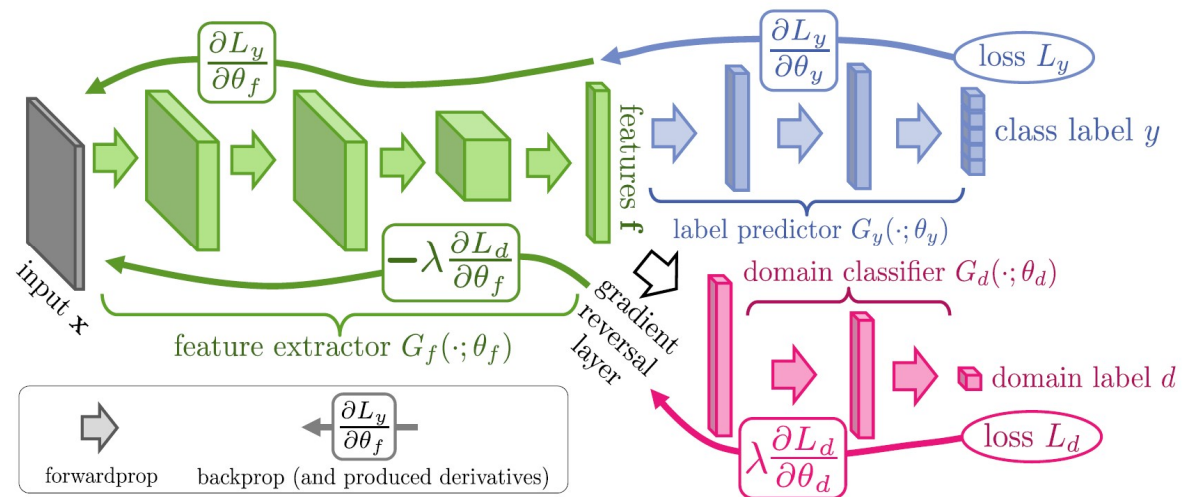 ∂L_y/∂θ_f
∂L_y/∂θ_y
loss L_y
features f
class label y
label predictor G_y(·; θ_y)
input x
−λ ∂L_d/∂θ_f
feature extractor G_f(·; θ_f)
gradient
reversal
layer
domain classifier G_d(·; θ_d)
domain label d
λ ∂L_d/∂θ_d
loss L_d
∂L_y/∂θ_f
forwardprop
backprop (and produced derivatives)